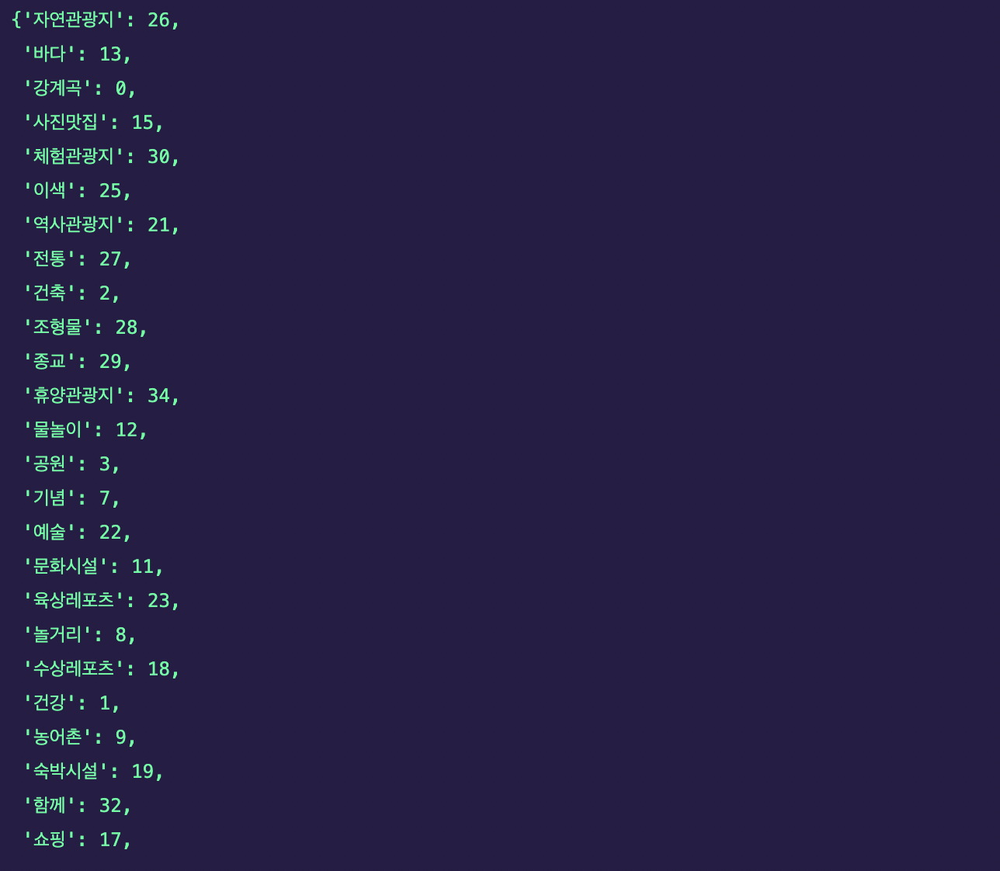 {'자연관광지': 26,
'바다': 13,
'강계곡': 0,
'사진맛집': 15,
'체험관광지': 30,
'이색': 25,
'역사관광지': 21,
'전통': 27,
'건축': 2,
'조형물': 28,
'종교': 29,
'휴양관광지': 34,
'물놀이': 12,
'공원': 3,
'기념': 7,
'예술': 22,
'문화시설': 11,
'육상레포츠': 23,
'놀거리': 8,
'수상레포츠': 18,
'건강': 1,
'농어촌': 9,
'숙박시설': 19,
'함께': 32,
'쇼핑': 17,